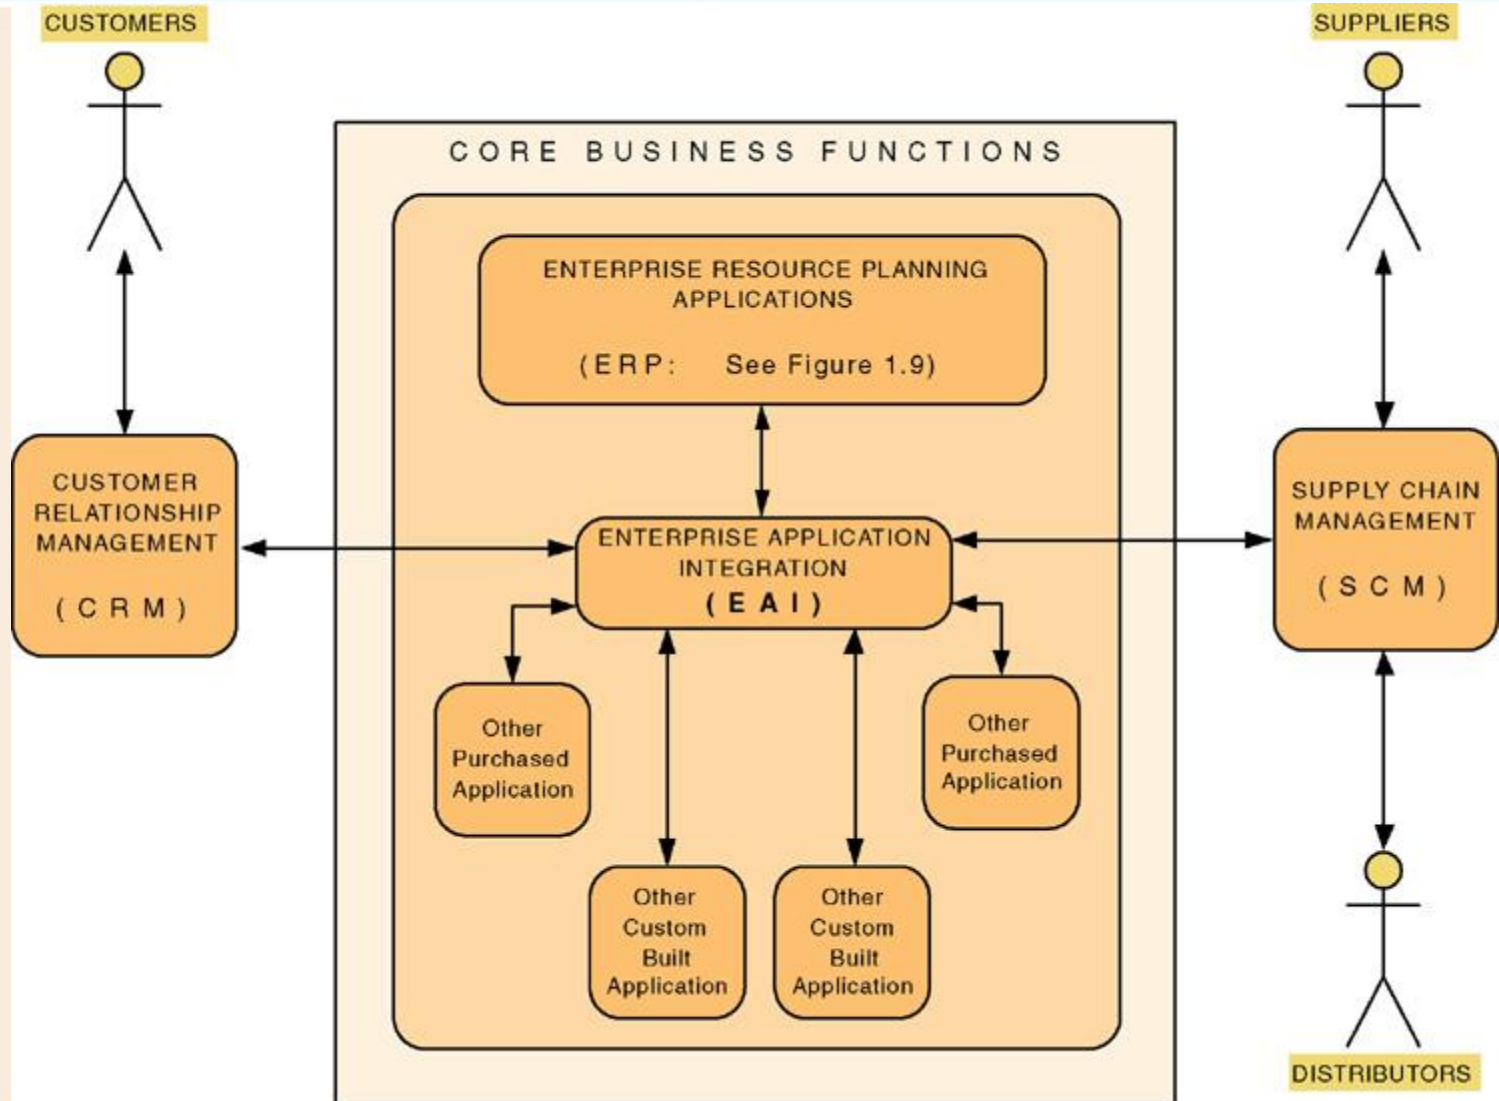 CUSTOMERS
SUPPLIERS
CORE BUSINESS FUNCTIONS
ENTERPRISE RESOURCE PLANNING
APPLICATIONS
(ERP: See Figure 1.9)
CUSTOMER
RELATIONSHIP
MANAGEMENT
(CRM)
ENTERPRISE APPLICATION
INTEGRATION
(EAI)
SUPPLY CHAIN
MANAGEMENT
(SCM)
Other
Purchased
Application
Other
Purchased
Application
Other
Custom
Built
Application
Other
Custom
Built
Application
DISTRIBUTORS